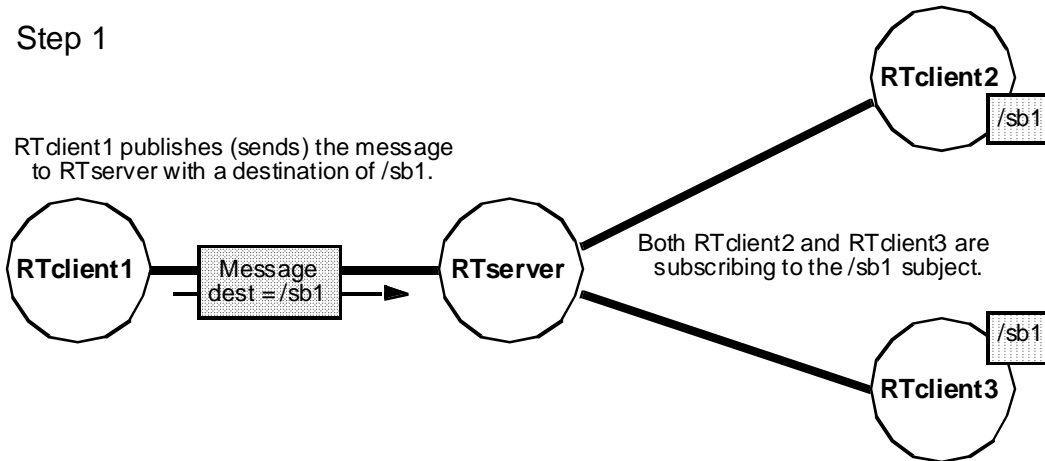 Step 1
RTclient2
/sb1
RTclient1 publishes (sends) the message
to RTserver with a destination of /sb1.
RTclient1
Message
dest = /sb1
RTserver
Both RTclient2 and RTclient3 are
subscribing to the /sb1 subject.
/sb1
RTclient3